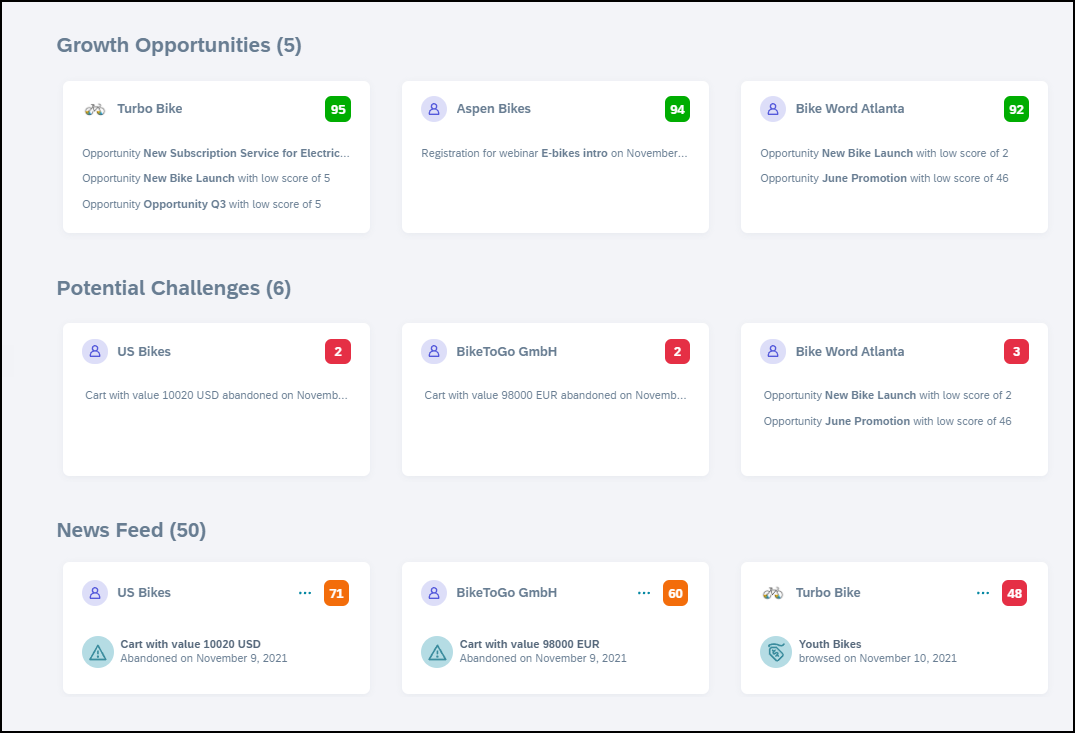 Growth Opportunities (5)
Turbo Bike 95
Opportunity New Subscription Service for Electric...
Opportunity New Bike Launch with low score of 5
Opportunity Opportunity Q3 with low score of 5
Aspen Bikes 94
Registration for webinar E-bikes intro on November...
Bike Word Atlanta 92
Opportunity New Bike Launch with low score of 2
Opportunity June Promotion with low score of 46
Potential Challenges (6)
US Bikes 2
Cart with value 10020 USD abandoned on Novemb...
BikeToGo GmbH 2
Cart with value 98000 EUR abandoned on Novemb...
Bike Word Atlanta 3
Opportunity New Bike Launch with low score of 2
Opportunity June Promotion with low score of 46
News Feed (50)
US Bikes ... 71
Cart with value 10020 USD
Abandoned on November 9, 2021
BikeToGo GmbH ... 60
Cart with value 98000 EUR
Abandoned on November 9, 2021
Turbo Bike ... 48
Youth Bikes
browsed on November 10, 2021